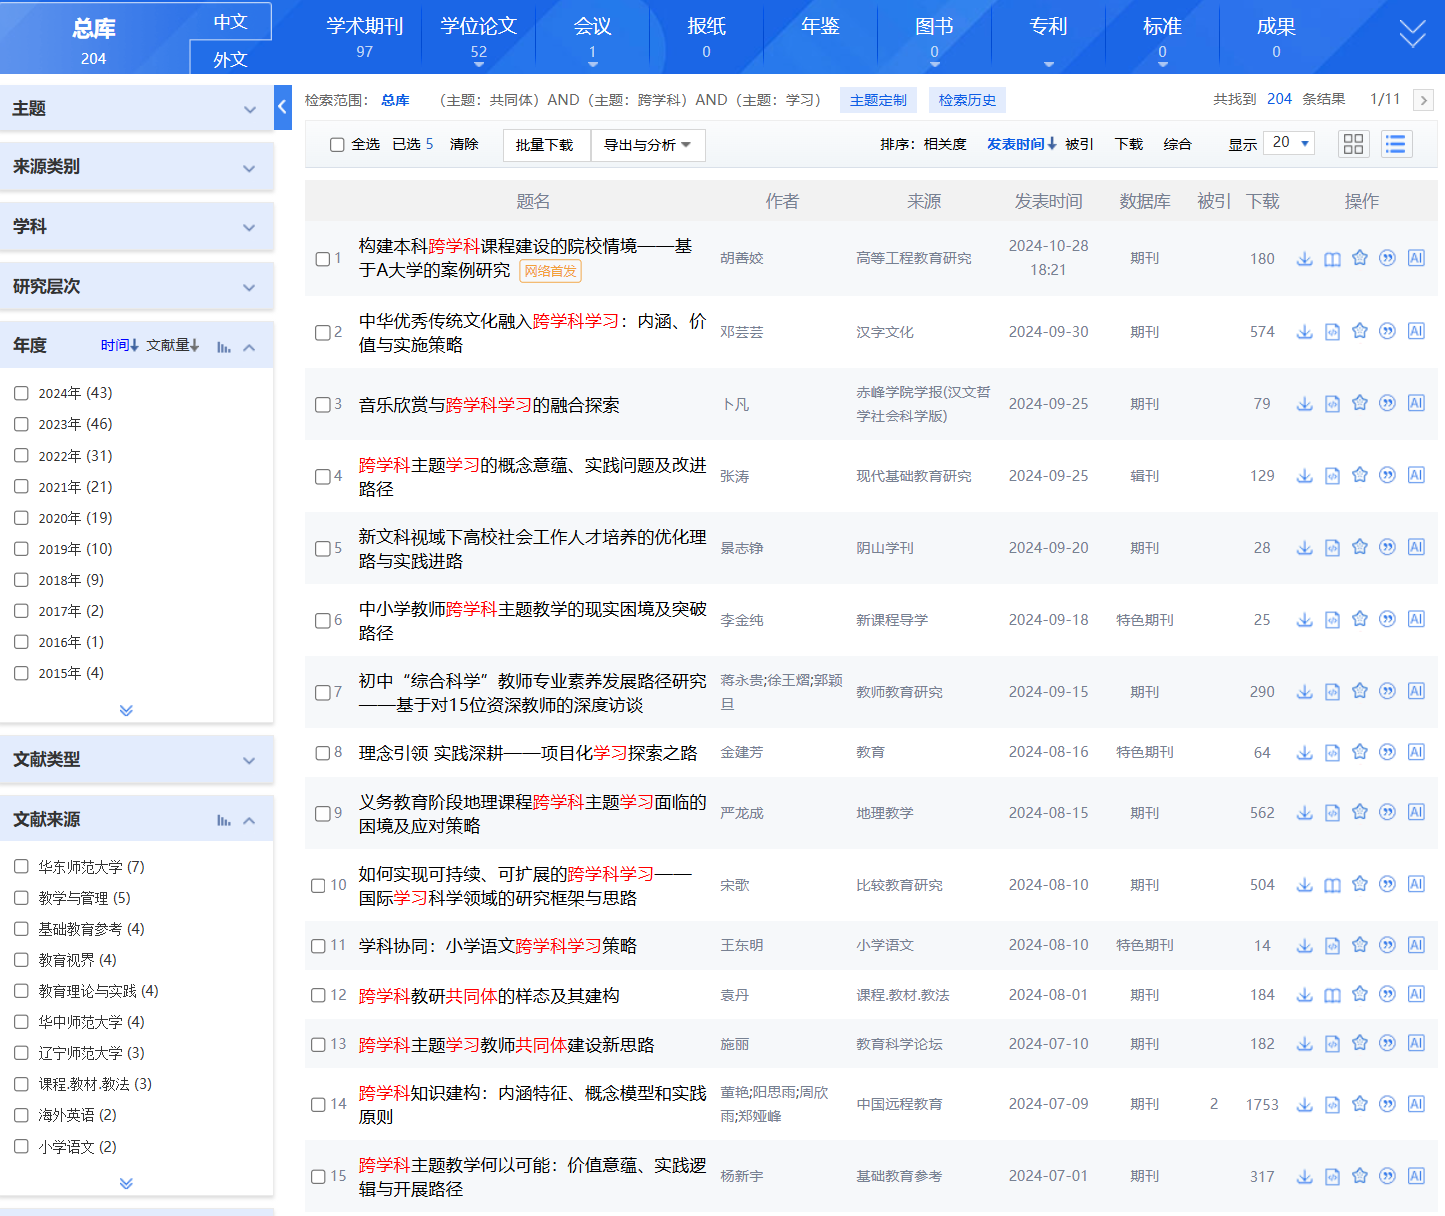 总库
204
中文
外文
学术期刊
97
学位论文
52
会议
1
报纸
0
年鉴
图书
0
专利
标准
0
成果
0
主题
来源类别
学科
研究层次
年度 时间 文献量
2024年 (43)
2023年 (46)
2022年 (31)
2021年 (21)
2020年 (19)
2019年 (10)
2018年 (9)
2017年 (2)
2016年 (1)
2015年 (4)
文献类型
文献来源
华东师范大学 (7)
教学与管理 (5)
基础教育参考 (4)
教育视界 (4)
教育理论与实践 (4)
华中师范大学 (4)
辽宁师范大学 (3)
课程.教材.教法 (3)
海外英语 (2)
小学语文 (2)
检索范围： 总库 （主题：共同体）AND（主题：跨学科）AND（主题：学习） 主题定制 检索历史 共找到 204 条结果 1/11
全选 已选 5 清除 批量下载 导出与分析 排序： 相关度 发表时间 被引 下载 综合 显示 20
题名 作者 来源 发表时间 数据库 被引 下载 操作
1 构建本科跨学科课程建设的院校情境——基
于A大学的案例研究 网络首发
胡善姣 高等工程教育研究 2024-10-28
18:21
期刊 180 AI
2 中华优秀传统文化融入跨学科学习：内涵、价
值与实施策略
邓芸芸 汉字文化 2024-09-30 期刊 574 AI
3 音乐欣赏与跨学科学习的融合探索
卜凡 赤峰学院学报(汉文哲
学社会科学版)
2024-09-25 期刊 79 AI
4 跨学科主题学习的概念意蕴、实践问题及改进
路径
张涛 现代基础教育研究 2024-09-25 辑刊 129 AI
5 新文科视域下高校社会工作人才培养的优化理
路与实践进路
景志铮 阴山学刊 2024-09-20 期刊 28 AI
6 中小学教师跨学科主题教学的现实困境及突破
路径
李金纯 新课程导学 2024-09-18 特色期刊 25 AI
7 初中“综合科学”教师专业素养发展路径研究
——基于对15位资深教师的深度访谈
蒋永贵;徐王熠;郭颖
旦
教师教育研究 2024-09-15 期刊 290 AI
8 理念引领 实践深耕——项目化学习探索之路 金建芳 教育 2024-08-16 特色期刊 64 AI
9 义务教育阶段地理课程跨学科主题学习面临的
困境及应对策略
严龙成 地理教学 2024-08-15 期刊 562 AI
10 如何实现可持续、可扩展的跨学科学习——
国际学习科学领域的研究框架与思路
宋歌 比较教育研究 2024-08-10 期刊 504 AI
11 学科协同：小学语文跨学科学习策略 王东明 小学语文 2024-08-10 特色期刊 14 AI
12 跨学科教研共同体的样态及其建构 袁丹 课程.教材.教法 2024-08-01 期刊 184 AI
13 跨学科主题学习教师共同体建设新思路 施丽 教育科学论坛 2024-07-10 期刊 182 AI
14 跨学科知识建构：内涵特征、概念模型和实践
原则
董艳;阳思雨;周欣
雨;郑娅峰
中国远程教育 2024-07-09 期刊 2 1753 AI
15 跨学科主题教学何以可能：价值意蕴、实践逻
辑与开展路径
杨新宇 基础教育参考 2024-07-01 期刊 317 AI